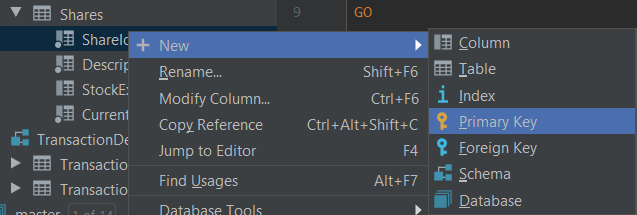 Shares
9 GO
ShareIc
Descrip
StockEx
Current
TransactionDe
Transaction
Transaction
master 1 of 14
New
Rename... Shift+F6
Modify Column... Ctrl+F6
Copy Reference Ctrl+Alt+Shift+C
Jump to Editor F4
Find Usages Alt+F7
Database Tools
Column
Table
Index
Primary Key
Foreign Key
Schema
Database